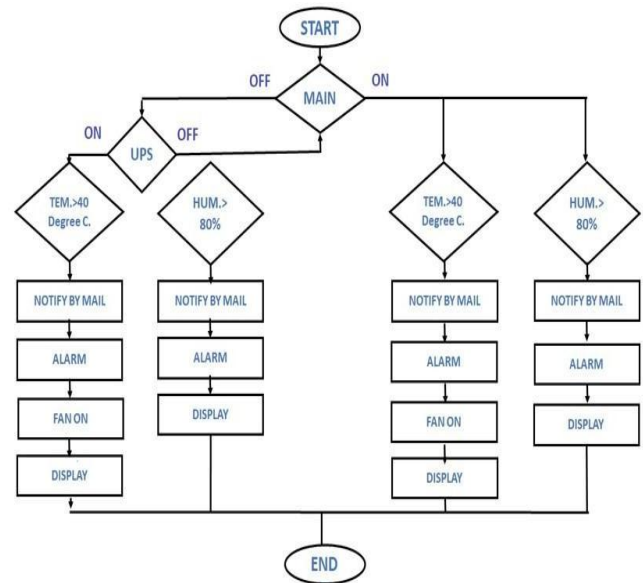 START
OFF
ON
MAIN
ON
OFF
UPS
TEM.>40
Degree C.
HUM.>
80%
TEM.>40
Degree C.
HUM.>
80%
NOTIFY BY MAIL
NOTIFY BY MAIL
NOTIFY BY MAIL
NOTIFY BY MAIL
ALARM
ALARM
ALARM
ALARM
FAN ON
DISPLAY
FAN ON
DISPLAY
DISPLAY
DISPLAY
END